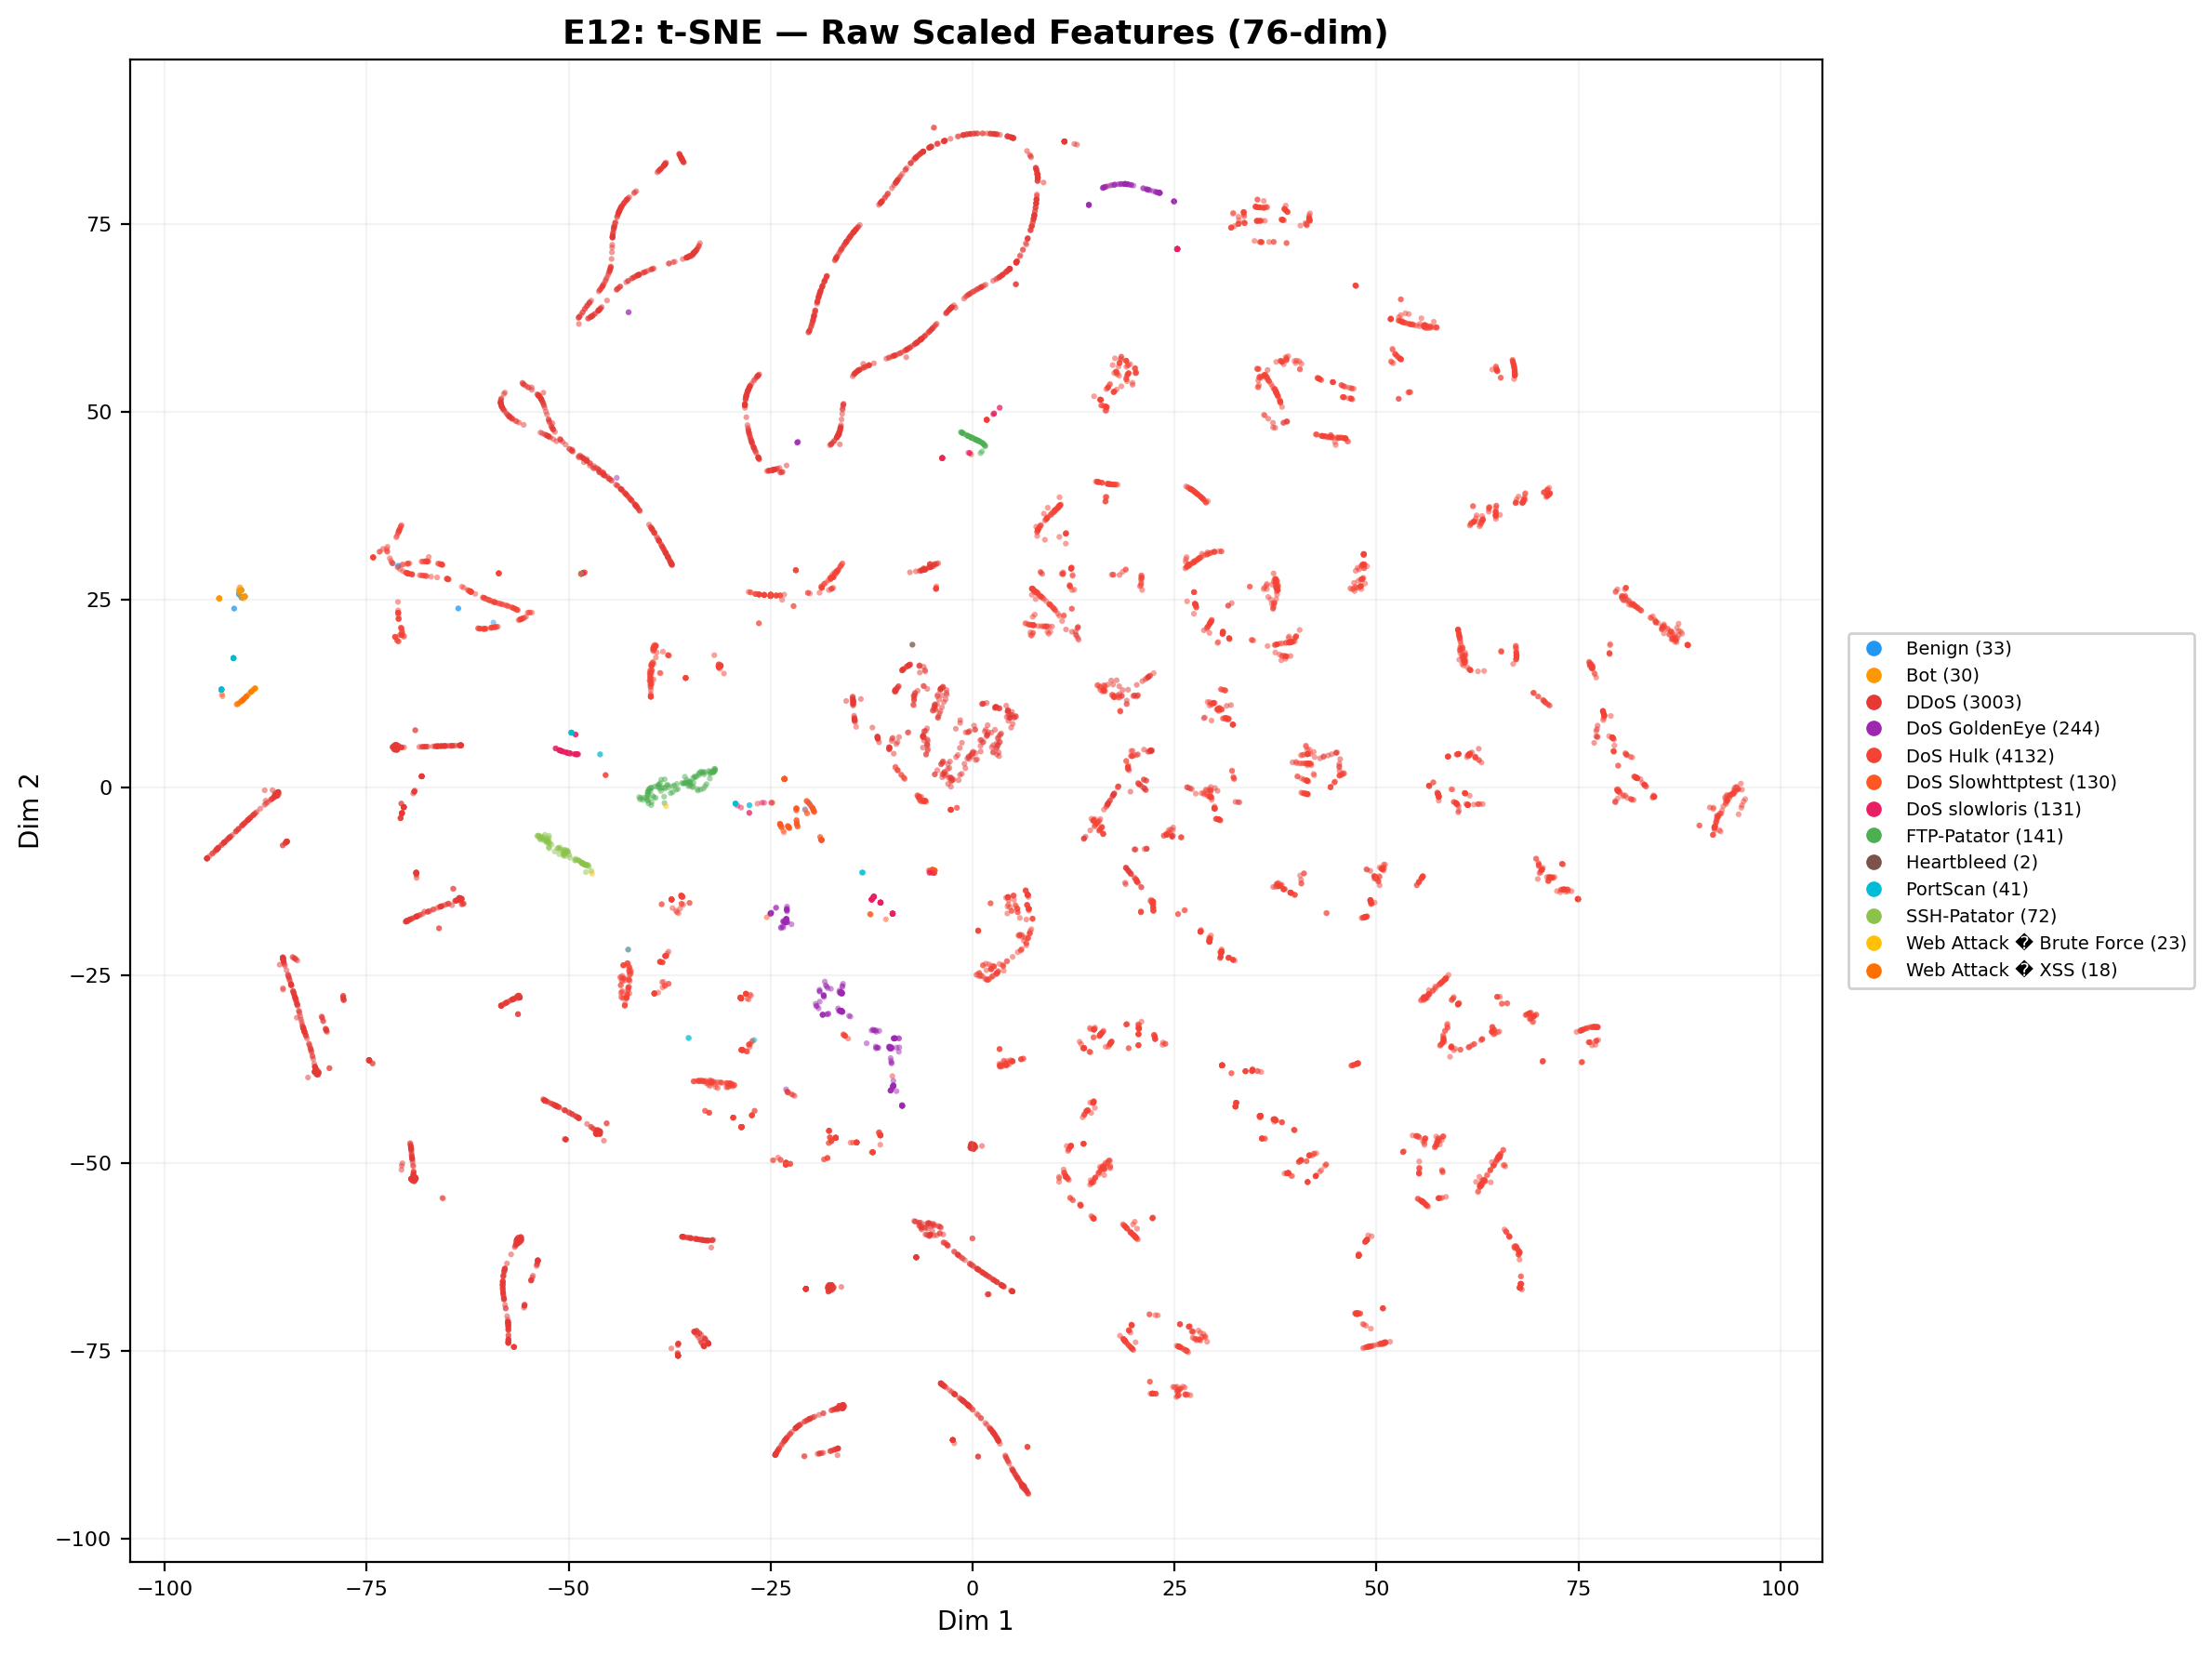 E12: t-SNE — Raw Scaled Features (76-dim)
75
50
25
0
−25
−50
−75
−100
Dim 2
−100
−75
−50
−25
0
25
50
75
100
Dim 1
Benign (33)
Bot (30)
DDoS (3003)
DoS GoldenEye (244)
DoS Hulk (4132)
DoS Slowhttptest (130)
DoS slowloris (131)
FTP-Patator (141)
Heartbleed (2)
PortScan (41)
SSH-Patator (72)
Web Attack � Brute Force (23)
Web Attack � XSS (18)